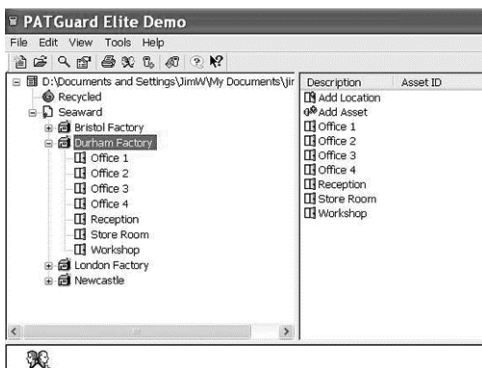 PATGuard Elite Demo
File Edit View Tools Help
D:\Documents and Settings\JimW\My Documents\jir
Recycled
Seaward
Bristol Factory
Durham Factory
Office 1
Office 2
Office 3
Office 4
Reception
Store Room
Workshop
London Factory
Newcastle
Description Asset ID
Add Location
Add Asset
Office 1
Office 2
Office 3
Office 4
Reception
Store Room
Workshop